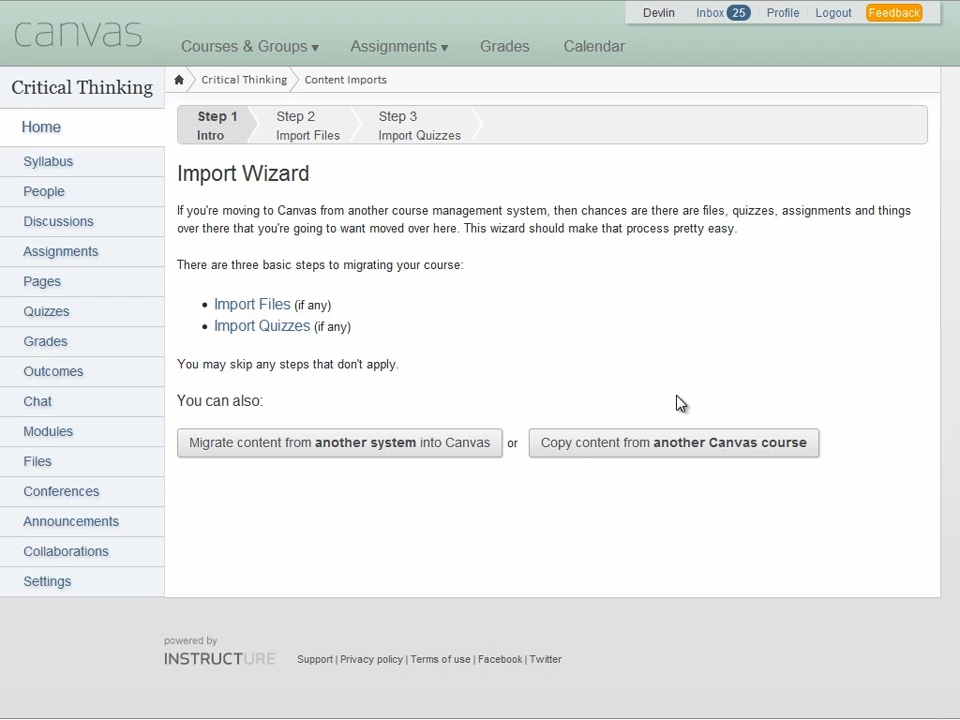 canvas
Devlin Inbox 25 Profile Logout Feedback
Courses & Groups ▾ Assignments ▾ Grades Calendar
Critical Thinking
Critical Thinking Content Imports
Home
Syllabus
People
Discussions
Assignments
Pages
Quizzes
Grades
Outcomes
Chat
Modules
Files
Conferences
Announcements
Collaborations
Settings
Step 1 Step 2 Step 3
Intro Import Files Import Quizzes
Import Wizard
If you're moving to Canvas from another course management system, then chances are there are files, quizzes, assignments and things
over there that you're going to want moved over here. This wizard should make that process pretty easy.
There are three basic steps to migrating your course:
• Import Files (if any)
• Import Quizzes (if any)
You may skip any steps that don't apply.
You can also:
Migrate content from another system into Canvas or Copy content from another Canvas course
powered by
INSTRUCTURE Support | Privacy policy | Terms of use | Facebook | Twitter